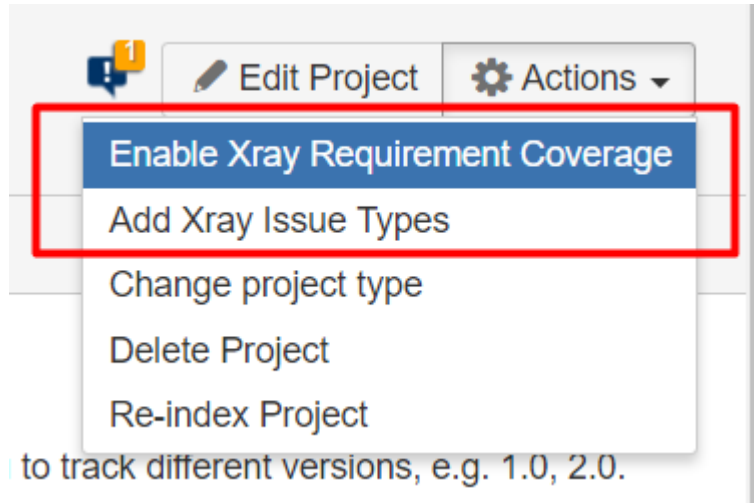 1
Edit Project
Actions
Enable Xray Requirement Coverage
Add Xray Issue Types
Change project type
Delete Project
Re-index Project
to track different versions, e.g. 1.0, 2.0.